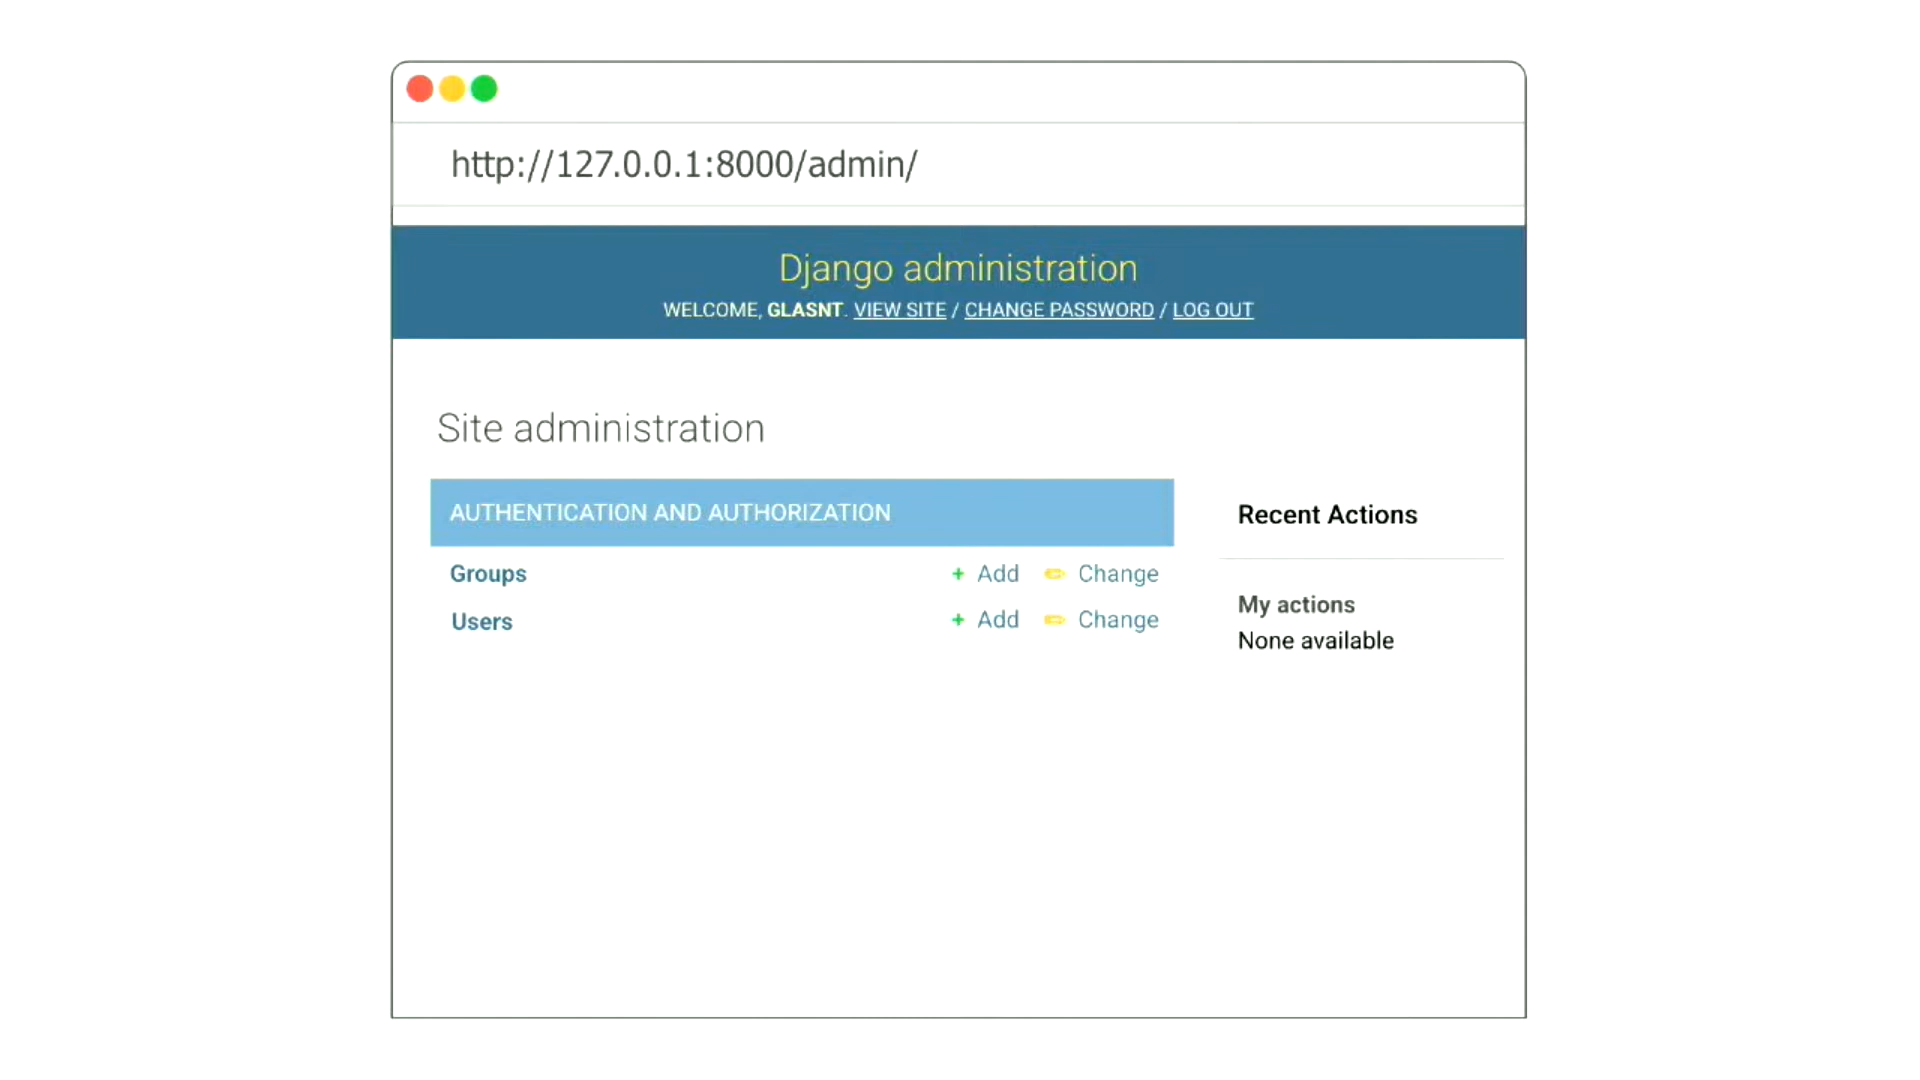 http://127.0.0.1:8000/admin/
Django administration
WELCOME, GLASNT. VIEW SITE / CHANGE PASSWORD / LOG OUT
Site administration
AUTHENTICATION AND AUTHORIZATION
Groups + Add Change
Users + Add Change
Recent Actions
My actions
None available